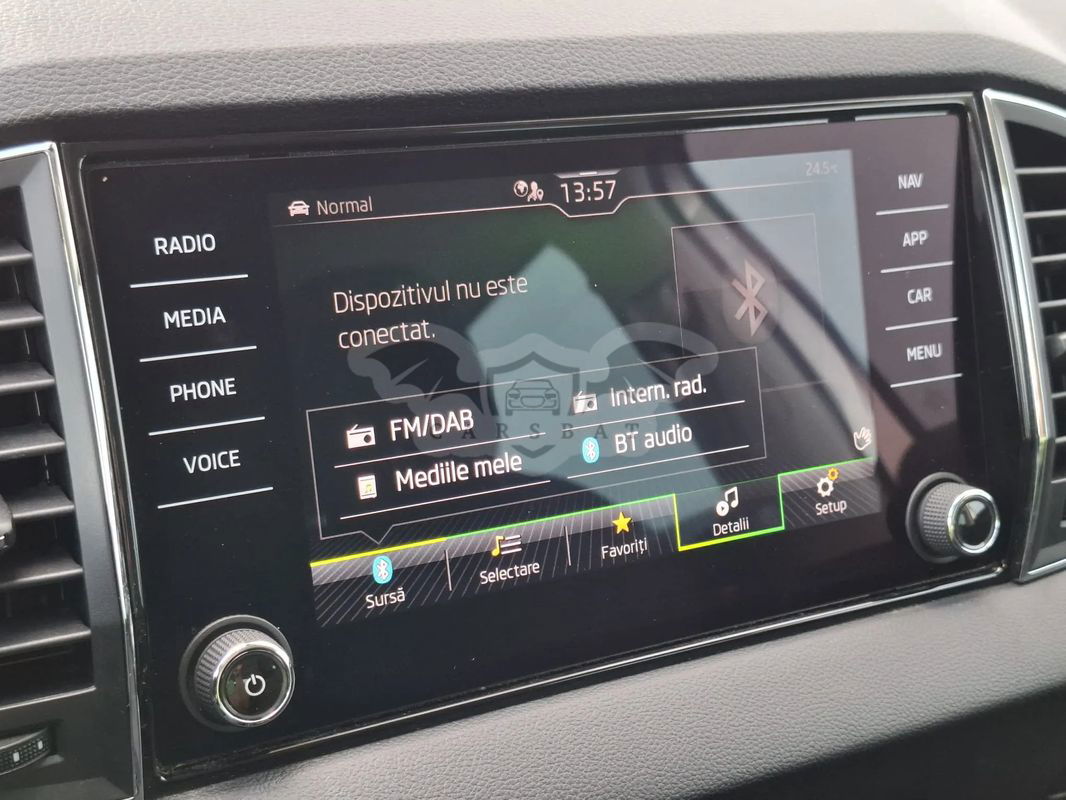 RADIO
MEDIA
PHONE
VOICE
Normal
13:57
24.5°C
Dispozitivul nu este
conectat.
FM/DAB
Intern. rad.
Mediile mele
BT audio
CARSBAT
Sursă
Selectare
Favoriți
Detalii
Setup
NAV
APP
CAR
MENU